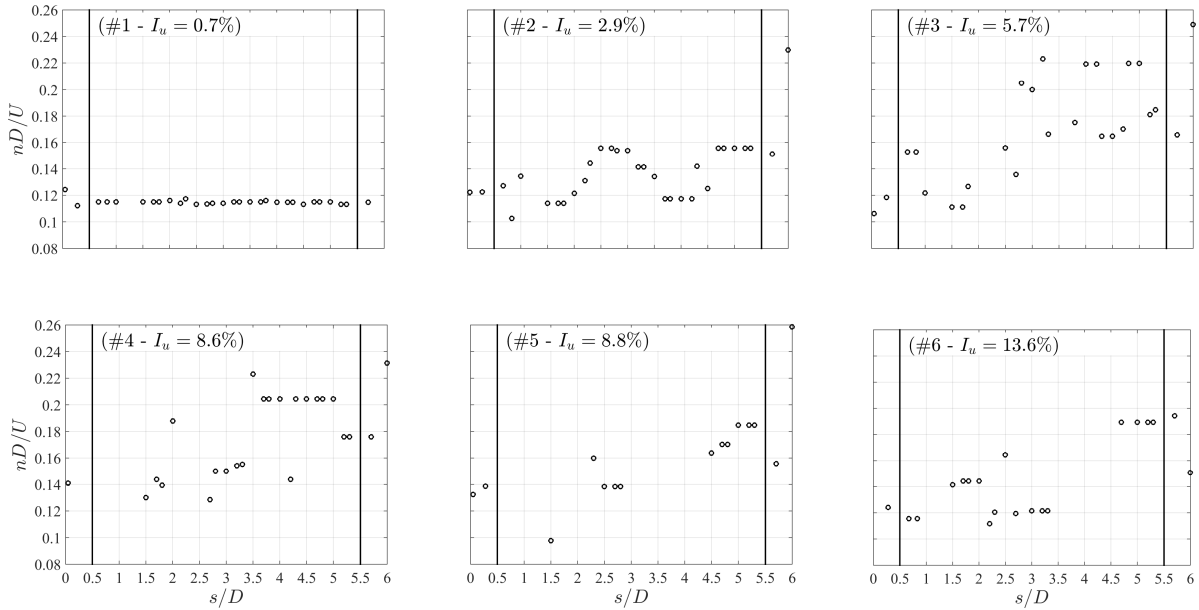 (#1 - I_u = 0.7%)
(#2 - I_u = 2.9%)
(#3 - I_u = 5.7%)
0.26
0.24
0.22
0.2
0.18
0.16
0.14
0.12
0.1
0.08
nD/U
(#4 - I_u = 8.6%)
(#5 - I_u = 8.8%)
(#6 - I_u = 13.6%)
0.26
0.24
0.22
0.2
0.18
0.16
0.14
0.12
0.1
0.08
nD/U
0 0.5 1 1.5 2 2.5 3 3.5 4 4.5 5 5.5 6
0 0.5 1 1.5 2 2.5 3 3.5 4 4.5 5 5.5 6
0 0.5 1 1.5 2 2.5 3 3.5 4 4.5 5 5.5 6
s/D
s/D
s/D